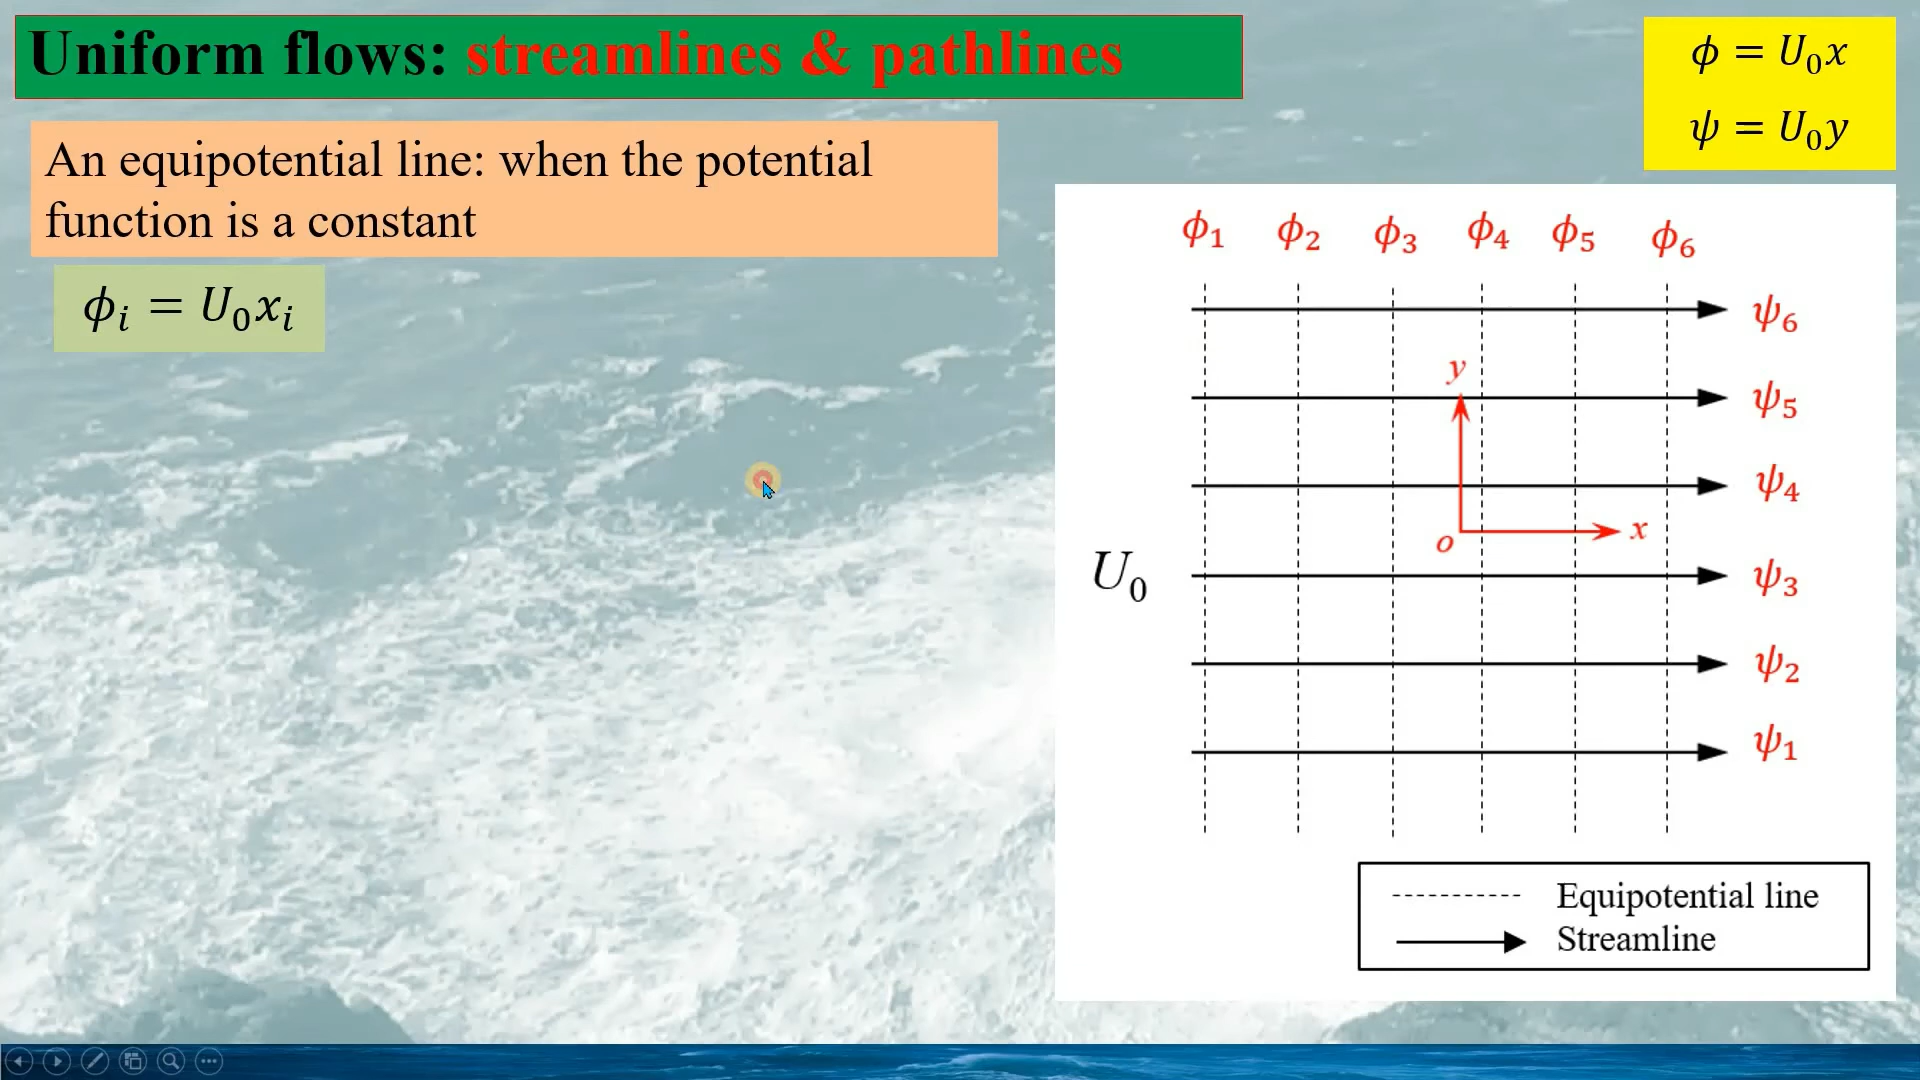 Uniform flows: streamlines & pathlines
ϕ = U₀x
ψ = U₀y
An equipotential line: when the potential
function is a constant
ϕᵢ = U₀xᵢ
ϕ₁ ϕ₂ ϕ₃ ϕ₄ ϕ₅ ϕ₆
ψ₆
y
ψ₅
ψ₄
o x
U₀
ψ₃
ψ₂
ψ₁
Equipotential line
Streamline